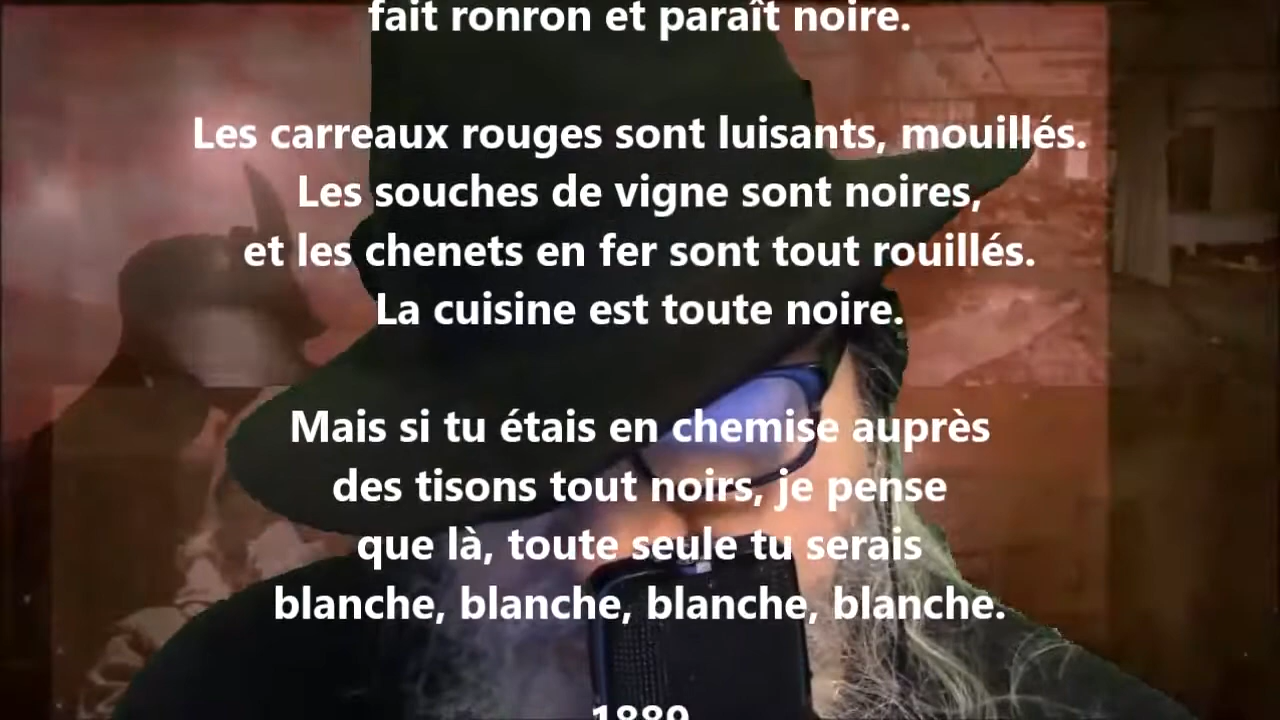 fait ronron et paraît noire.
Les carreaux rouges sont luisants, mouillés.
Les souches de vigne sont noires,
et les chenets en fer sont tout rouillés.
La cuisine est toute noire.
Mais si tu étais en chemise auprès
des tisons tout noirs, je pense
que là, toute seule tu serais
blanche, blanche, blanche, blanche.
1889